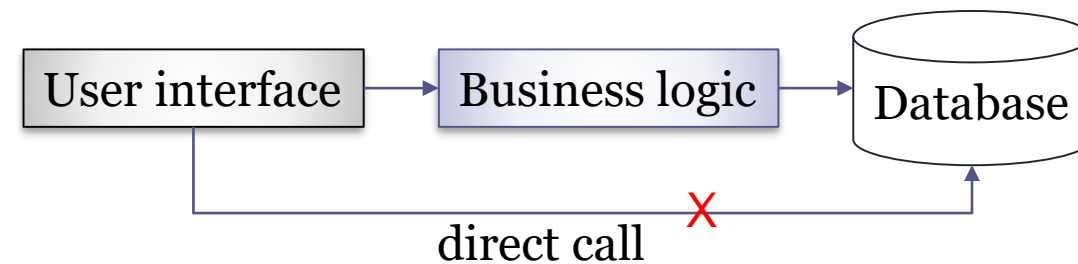 User interface
Business logic
Database
X
direct call